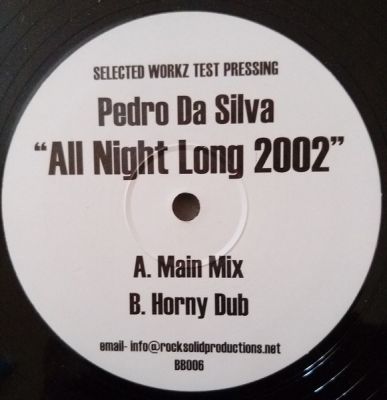 SELECTED WORKZ TEST PRESSING
Pedro Da Silva
“All Night Long 2002”
A. Main Mix
B. Horny Dub
email- info@rocksolidproductions.net
BB006